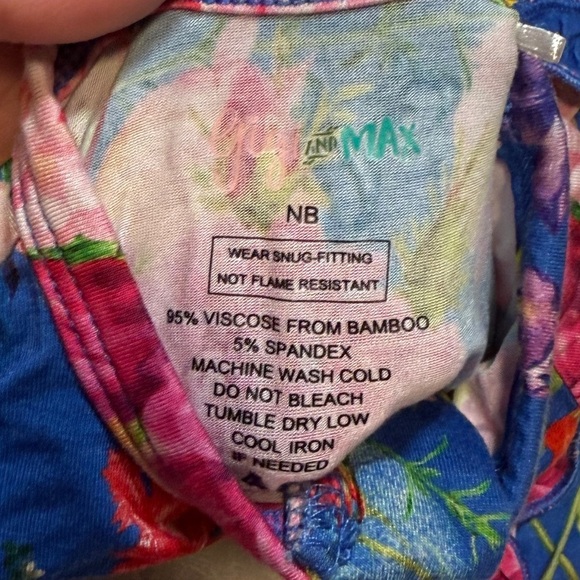 AND MAX
NB
WEAR SNUG-FITTING
NOT FLAME RESISTANT
95% VISCOSE FROM BAMBOO
5% SPANDEX
MACHINE WASH COLD
DO NOT BLEACH
TUMBLE DRY LOW
COOL IRON
IF NEEDED